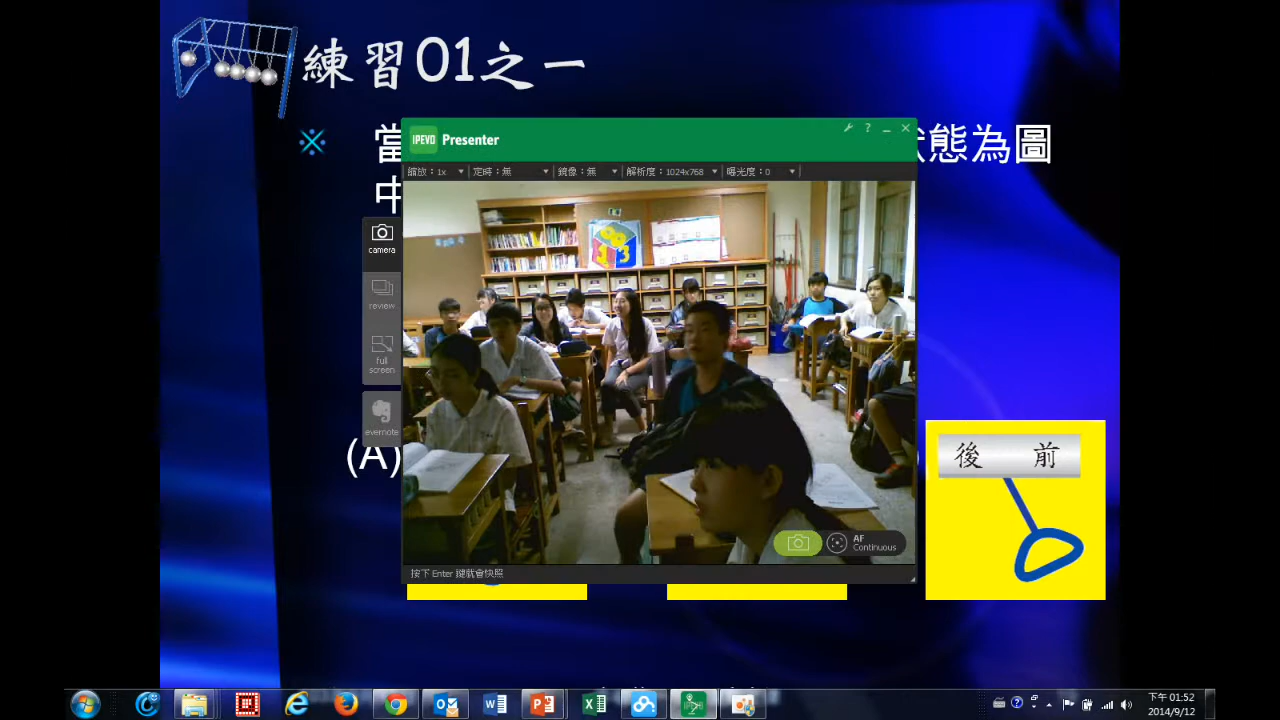 練習01之一
※ 當
狀態為圖
中
IPEVO Presenter
縮放：1x 定時：無 鏡像：無 解析度：1024x768 曝光度：0
camera
review
full
screen
evernote
(A)
後 前
AF
Continuous
按下 Enter 鍵就會快照
下午 01:52
2014/9/12